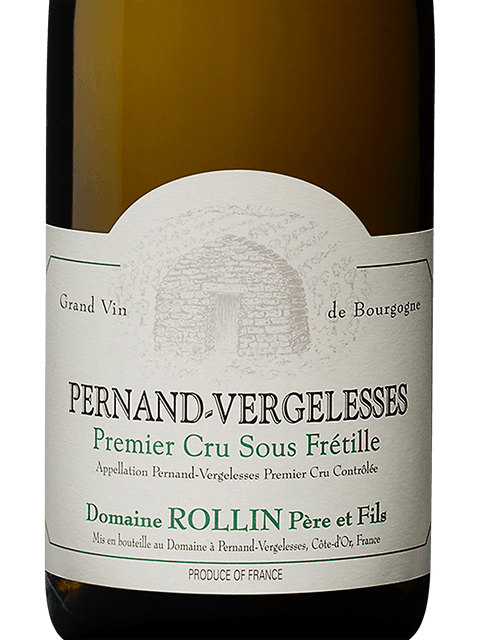 Grand Vin de Bourgogne
PERNAND-VERGELESSES
Premier Cru Sous Frétille
Appellation Pernand-Vergelesses Premier Cru Contrôlée
Domaine ROLLIN Père et Fils
Mis en bouteille au Domaine à Pernand-Vergelesses, Côte-d'Or, France
PRODUCE OF FRANCE